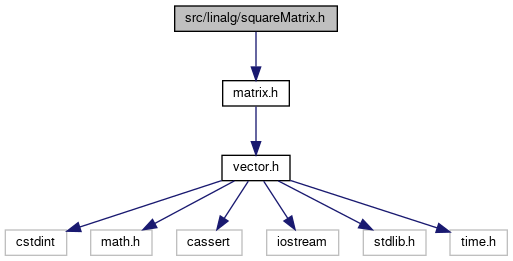 src/linalg/squareMatrix.h
matrix.h
vector.h
cstdint
math.h
cassert
iostream
stdlib.h
time.h